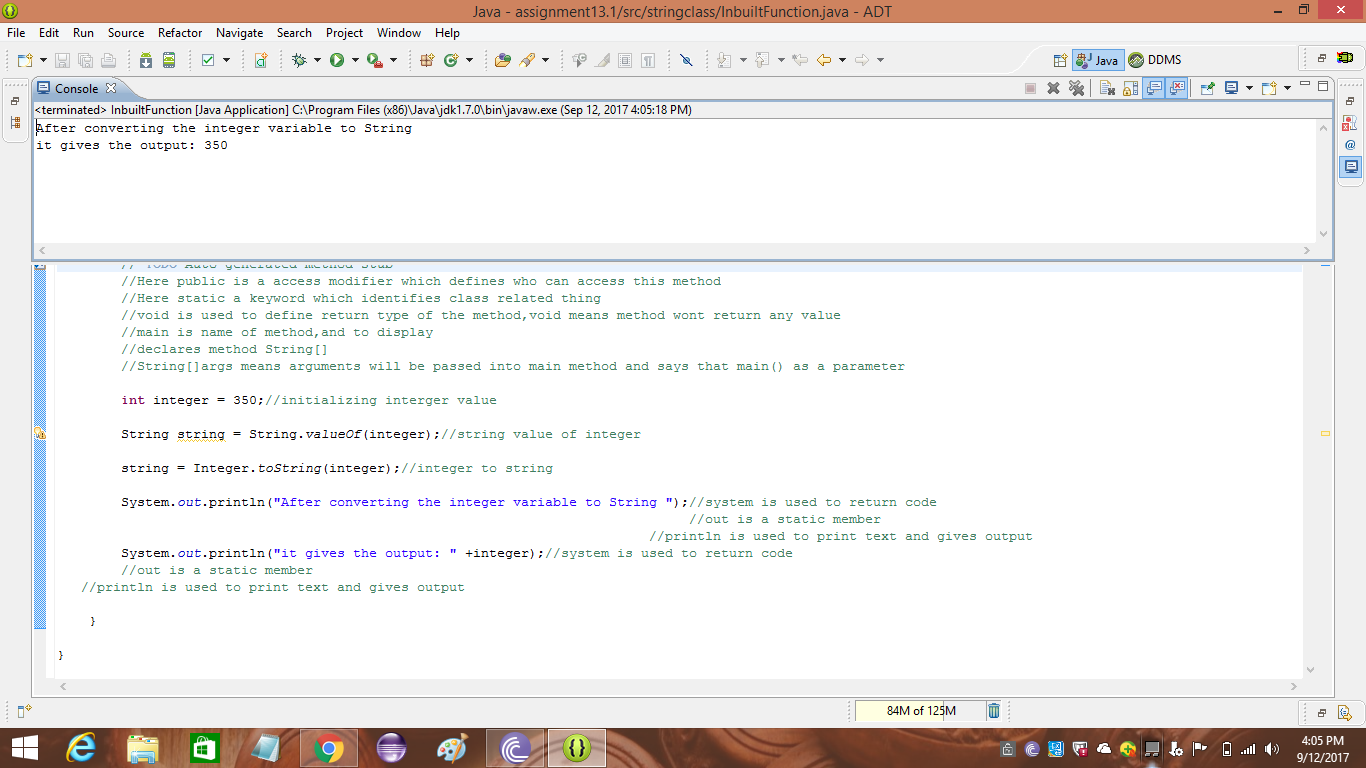 Java - assignment13.1/src/stringclass/InbuiltFunction.java - ADT
File Edit Run Source Refactor Navigate Search Project Window Help
Java DDMS
Console
<terminated> InbuiltFunction [Java Application] C:\Program Files (x86)\Java\jdk1.7.0\bin\javaw.exe (Sep 12, 2017 4:05:18 PM)
After converting the integer variable to String
it gives the output: 350
// TODO Auto-generated method stub
//Here public is a access modifier which defines who can access this method
//Here static a keyword which identifies class related thing
//void is used to define return type of the method,void means method wont return any value
//main is name of method,and to display
//declares method String[]
//String[]args means arguments will be passed into main method and says that main() as a parameter
int integer = 350;//initializing interger value
String string = String.valueOf(integer);//string value of integer
string = Integer.toString(integer);//integer to string
System.out.println("After converting the integer variable to String ");//system is used to return code
//out is a static member
//println is used to print text and gives output
System.out.println("it gives the output: " +integer);//system is used to return code
//out is a static member
//println is used to print text and gives output
}
}
84M of 125M
4:05 PM
9/12/2017